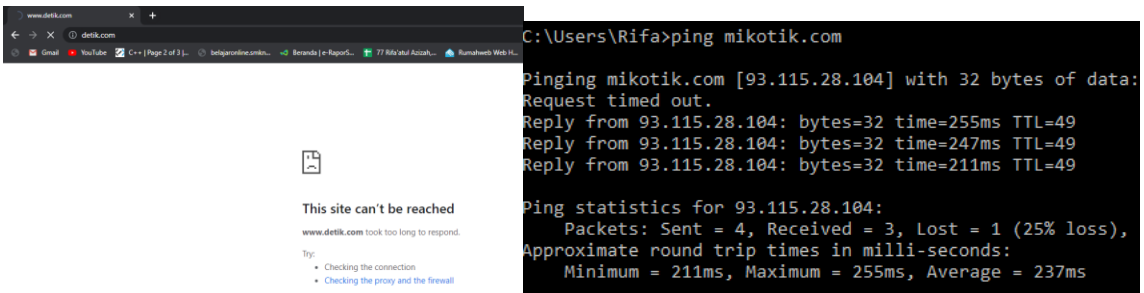 www.detik.com
detik.com
Gmail YouTube C++ | Page 2 of 3 |... belajaronline.smkn... Beranda | e-RaporS... 77 Rifa'atul Azizah,... Rumahweb Web H...
This site can't be reached
www.detik.com took too long to respond.
Try:
• Checking the connection
• Checking the proxy and the firewall
C:\Users\Rifa>ping mikotik.com
Pinging mikotik.com [93.115.28.104] with 32 bytes of data:
Request timed out.
Reply from 93.115.28.104: bytes=32 time=255ms TTL=49
Reply from 93.115.28.104: bytes=32 time=247ms TTL=49
Reply from 93.115.28.104: bytes=32 time=211ms TTL=49
Ping statistics for 93.115.28.104:
Packets: Sent = 4, Received = 3, Lost = 1 (25% loss),
Approximate round trip times in milli-seconds:
Minimum = 211ms, Maximum = 255ms, Average = 237ms